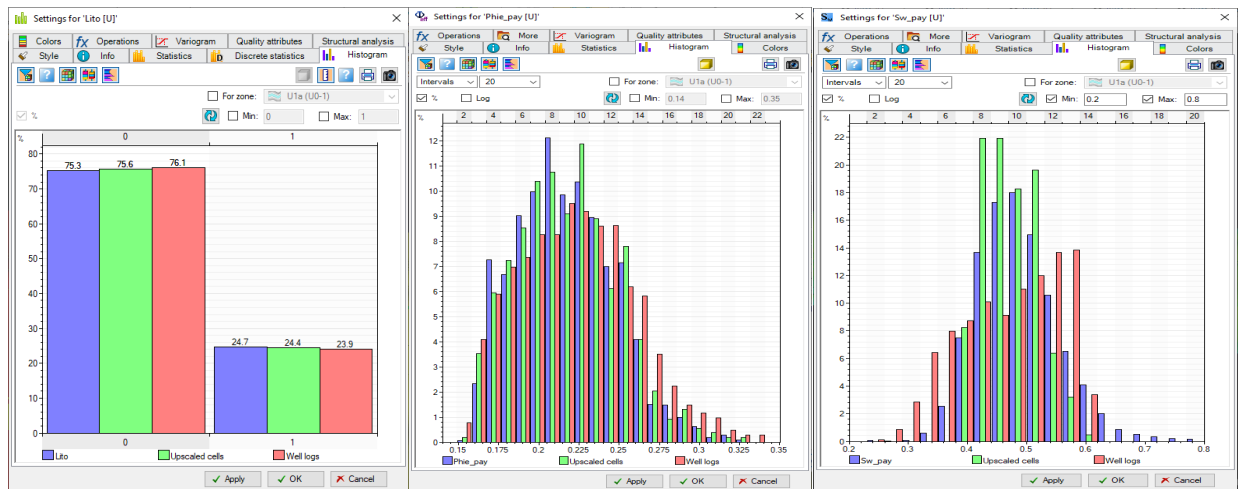 Settings for 'Lito [U]'
Colors Operations Variogram Quality attributes Structural analysis
Style Info Statistics Discrete statistics Histogram
For zone: U1a (U0-1)
% Min: 0 Max: 1
% 0 1
80
70
60
50
40
30
20
10
0
75.3 75.6 76.1
24.7 24.4 23.9
0 1
Lito Upscaled cells Well logs
Apply OK Cancel
Settings for 'Phie_pay [U]'
Operations More Variogram Quality attributes Structural analysis
Style Info Statistics Histogram Colors
Intervals 20 For zone: U1a (U0-1)
% Log Min: 0.14 Max: 0.35
% 2 4 6 8 10 12 14 16 18 20 22
12
11
10
9
8
7
6
5
4
3
2
1
0
0.15 0.2 0.225 0.25 0.275 0.3 0.35
Phie_pay Upscaled cells Well logs
Apply OK Cancel
Settings for 'Sw_pay [U]'
Operations More Variogram Quality attributes Structural analysis
Style Info Statistics Histogram Colors
Intervals 20 For zone: U1a (U0-1)
% Log Min: 0.2 Max: 0.8
% 2 4 6 8 10 12 14 16 18 20
22
20
18
16
14
12
10
8
6
4
2
0
0.2 0.3 0.4 0.5 0.6 0.7 0.8
Sw_pay Upscaled cells Well logs
Apply OK Cancel